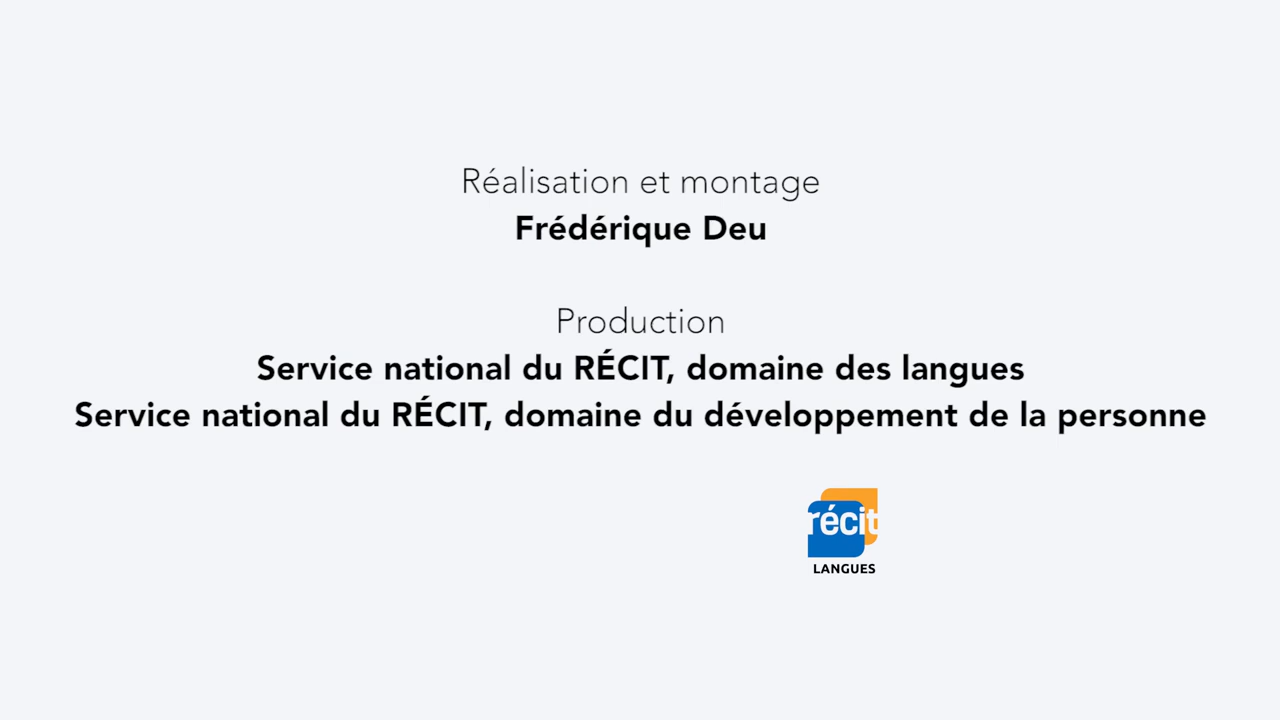 Réalisation et montage
Frédérique Deu
Production
Service national du RÉCIT, domaine des langues
Service national du RÉCIT, domaine du développement de la personne
récit
LANGUES